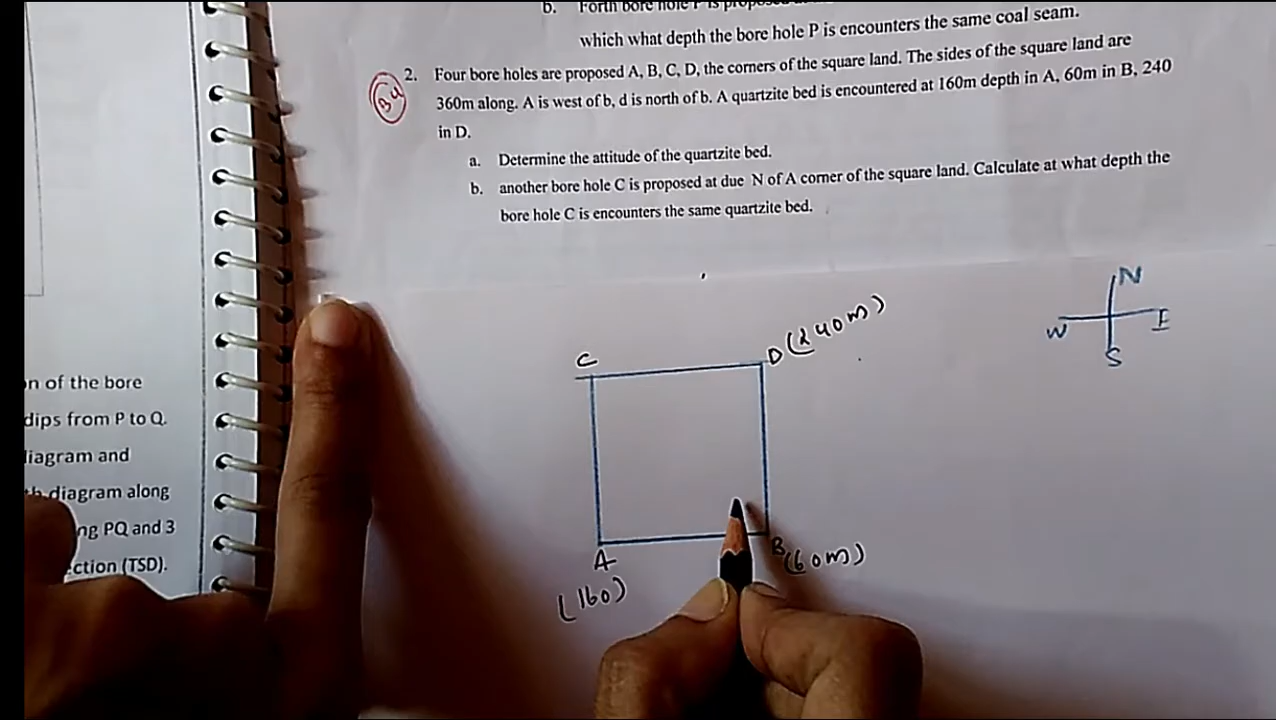 b. Forth bore hole P is
which what depth the bore hole P is encounters the same coal seam.
2. Four bore holes are proposed A, B, C, D, the corners of the square land. The sides of the square land are
360m along. A is west of b, d is north of b. A quartzite bed is encountered at 160m depth in A, 60m in B, 240
in D.
a. Determine the attitude of the quartzite bed.
b. another bore hole C is proposed at due N of A corner of the square land. Calculate at what depth the
bore hole C is encounters the same quartzite bed.
B4
n of the bore
dips from P to Q.
iagram and
diagram along
ng PQ and 3
ction (TSD).
N
W E
S
C D (240m)
A B (60m)
(160)